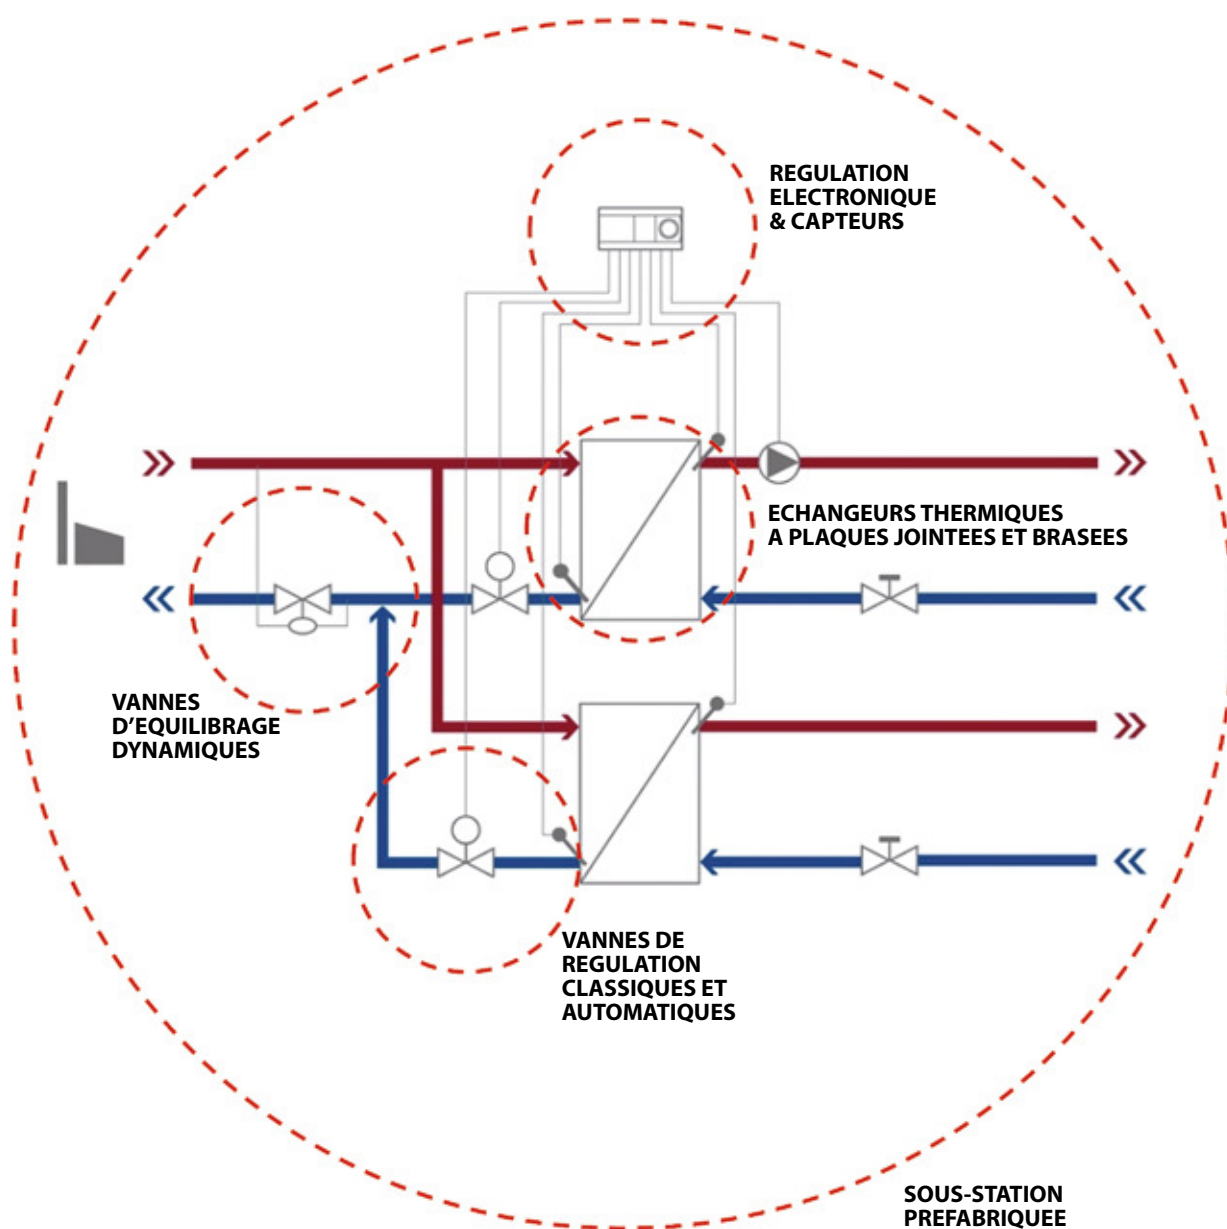 REGULATION
ELECTRONIQUE
& CAPTEURS
ECHANGEURS THERMIQUES
A PLAQUES JOINTEES ET BRASEES
VANNES
D'EQUILIBRAGE
DYNAMIQUES
VANNES DE
REGULATION
CLASSIQUES ET
AUTOMATIQUES
SOUS-STATION
PREFABRIQUEE